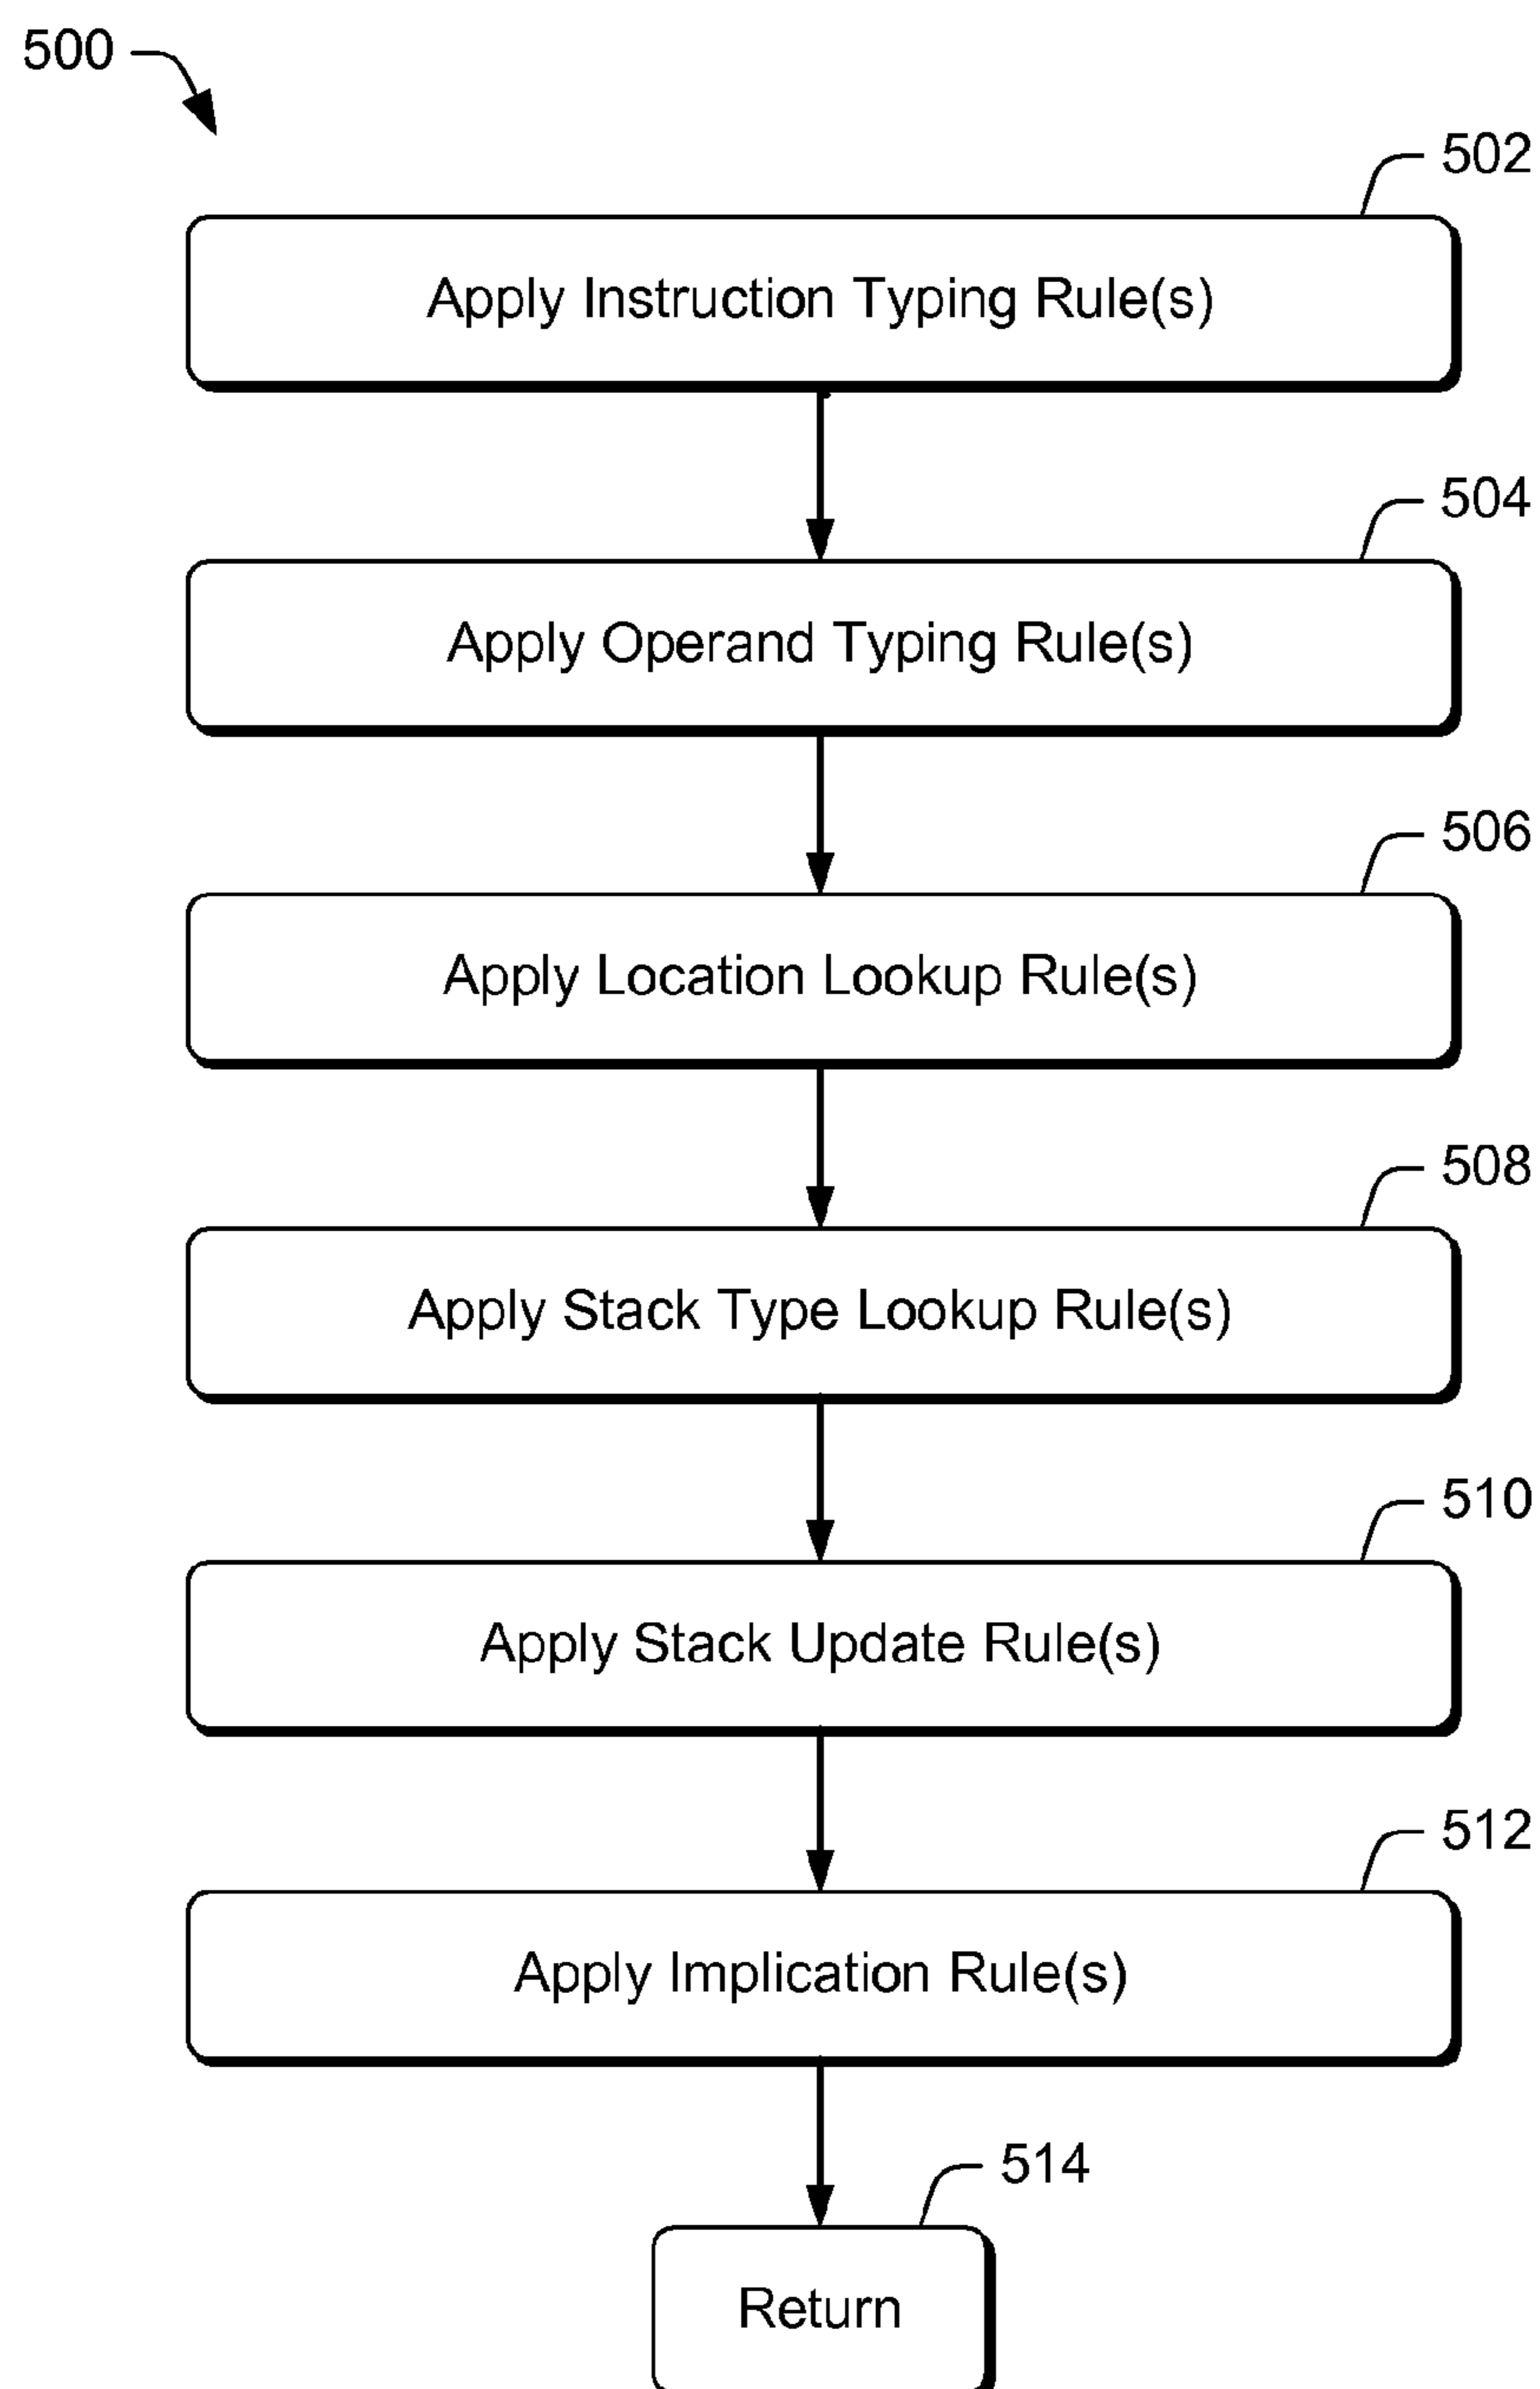 500
502
Apply Instruction Typing Rule(s)
504
Apply Operand Typing Rule(s)
506
Apply Location Lookup Rule(s)
508
Apply Stack Type Lookup Rule(s)
510
Apply Stack Update Rule(s)
512
Apply Implication Rule(s)
514
Return